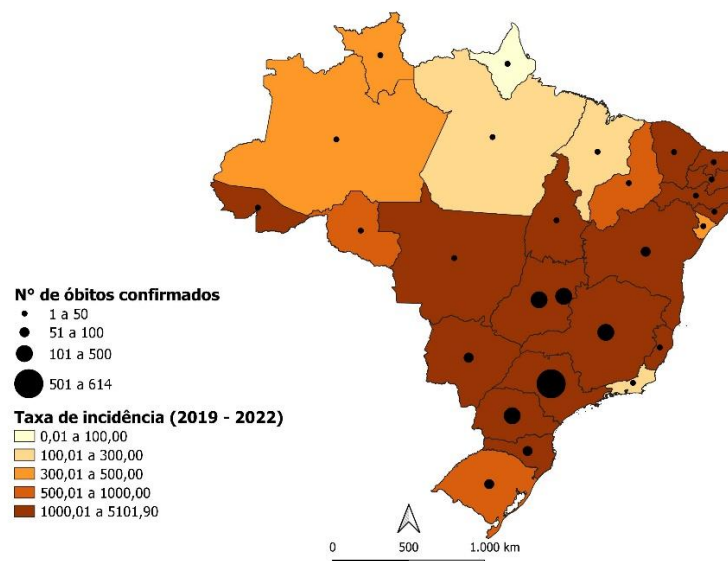 N° de óbitos confirmados
1 a 50
51 a 100
101 a 500
501 a 614
Taxa de incidência (2019 - 2022)
0,01 a 100,00
100,01 a 300,00
300,01 a 500,00
500,01 a 1000,00
1000,01 a 5101,90
0 500 1.000 km